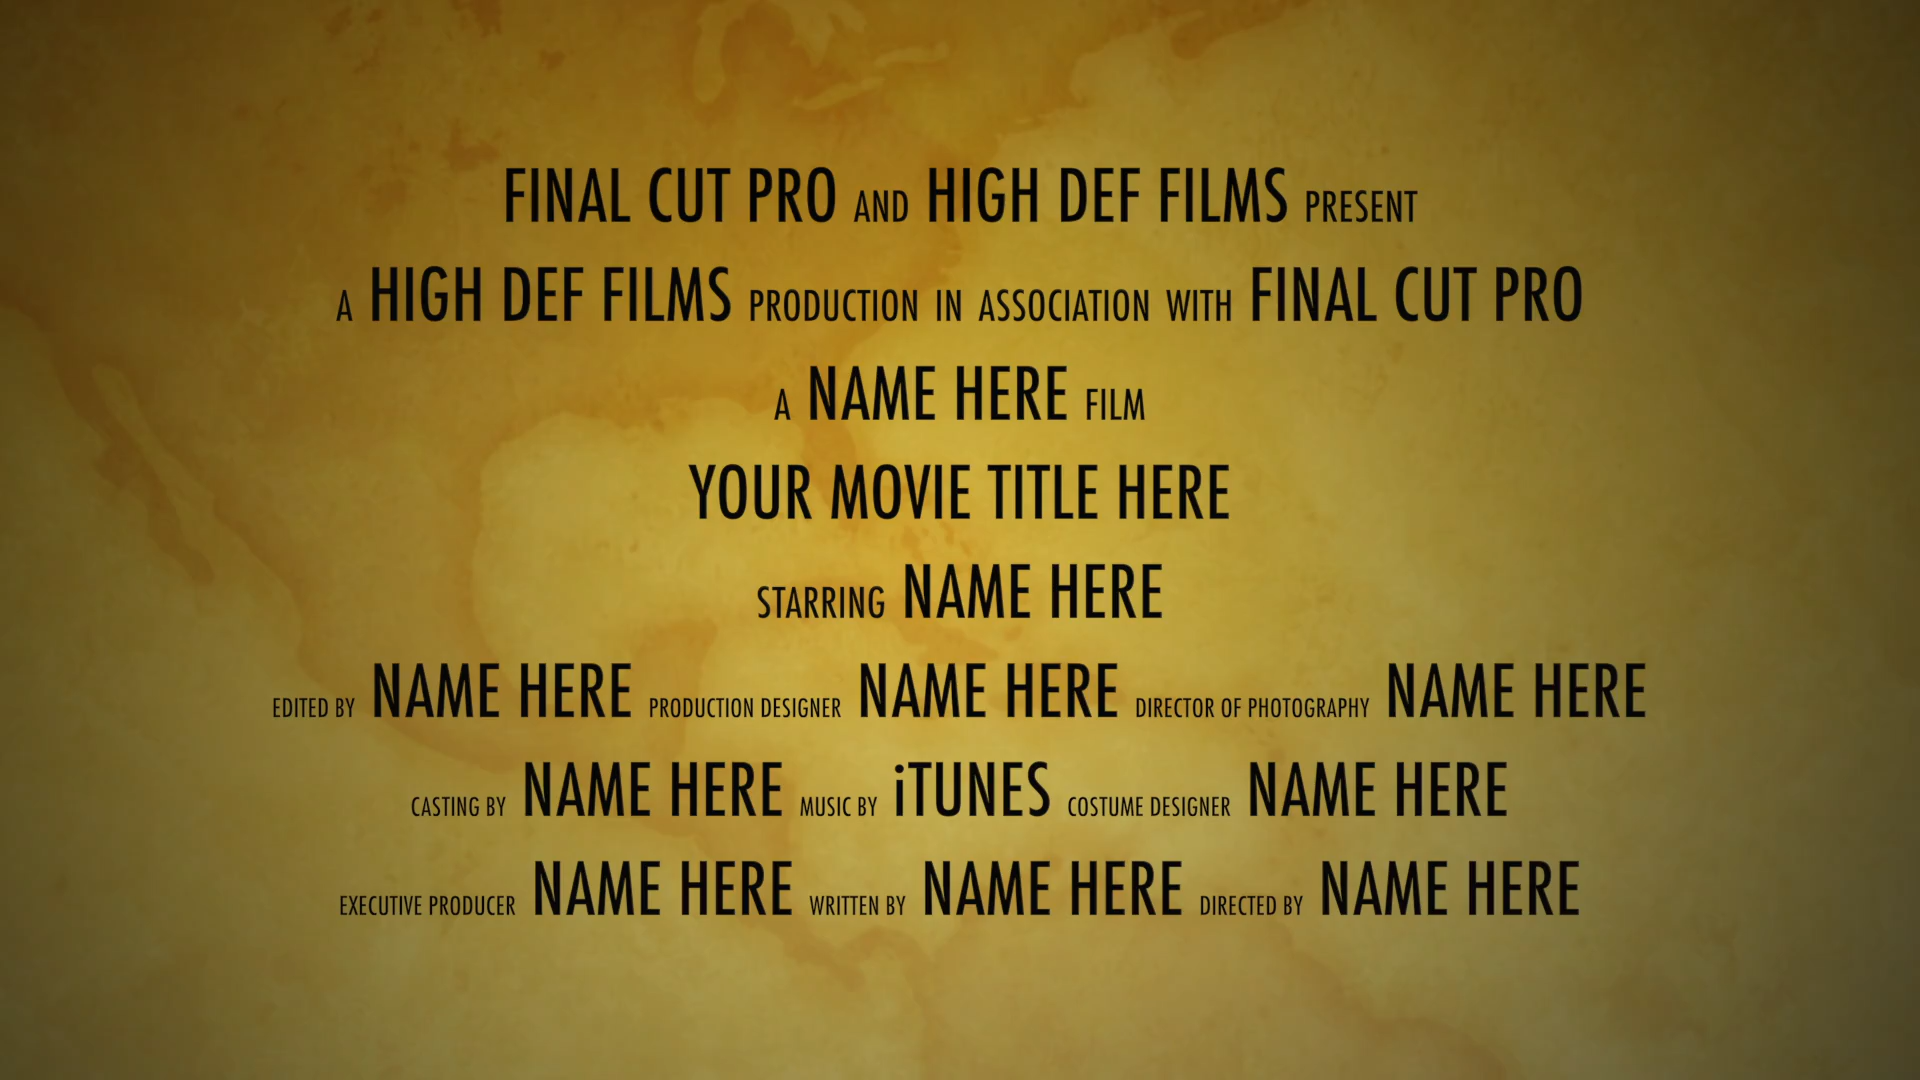 FINAL CUT PRO AND HIGH DEF FILMS PRESENT
A HIGH DEF FILMS PRODUCTION IN ASSOCIATION WITH FINAL CUT PRO
A NAME HERE FILM
YOUR MOVIE TITLE HERE
STARRING NAME HERE
EDITED BY NAME HERE PRODUCTION DESIGNER NAME HERE DIRECTOR OF PHOTOGRAPHY NAME HERE
CASTING BY NAME HERE MUSIC BY iTUNES COSTUME DESIGNER NAME HERE
EXECUTIVE PRODUCER NAME HERE WRITTEN BY NAME HERE DIRECTED BY NAME HERE